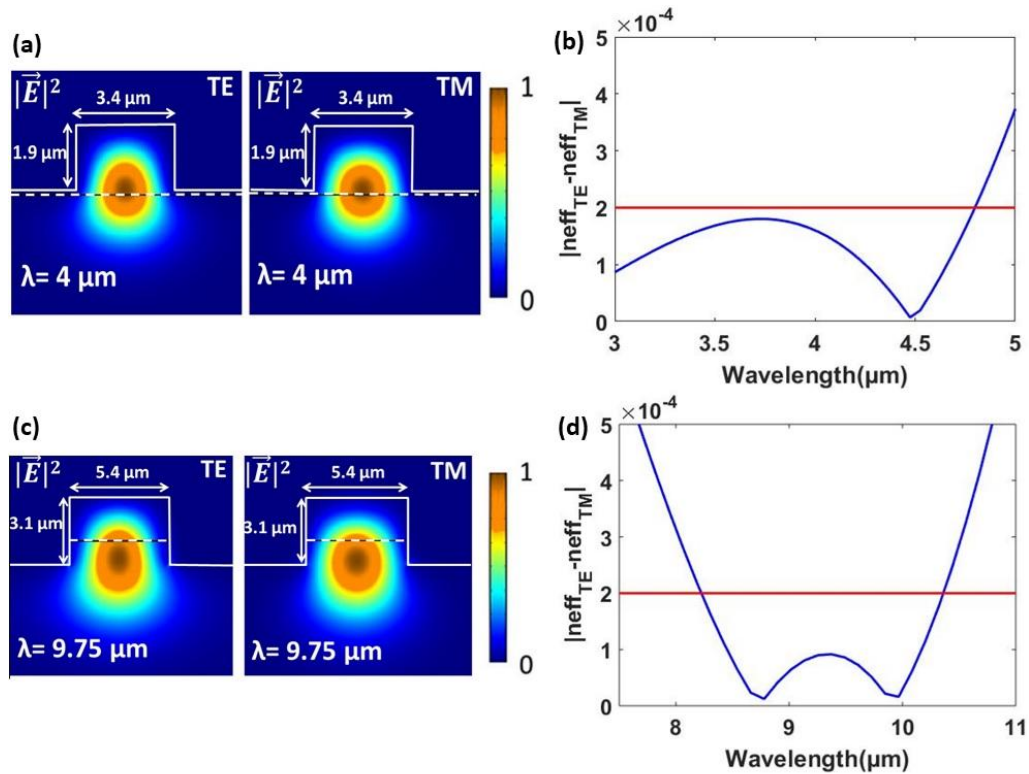 (a)
|E⃗|² TE
3.4 µm
1.9 µm
λ= 4 µm
|E⃗|² TM
3.4 µm
1.9 µm
λ= 4 µm
1
0
(b)
×10⁻⁴
5
4
3
2
1
0
|neff_TE-neff_TM|
3 3.5 4 4.5 5
Wavelength(µm)
(c)
|E⃗|² TE
5.4 µm
3.1 µm
λ= 9.75 µm
|E⃗|² TM
5.4 µm
3.1 µm
λ= 9.75 µm
1
0
(d)
×10⁻⁴
5
4
3
2
1
0
|neff_TE-neff_TM|
8 9 10 11
Wavelength(µm)